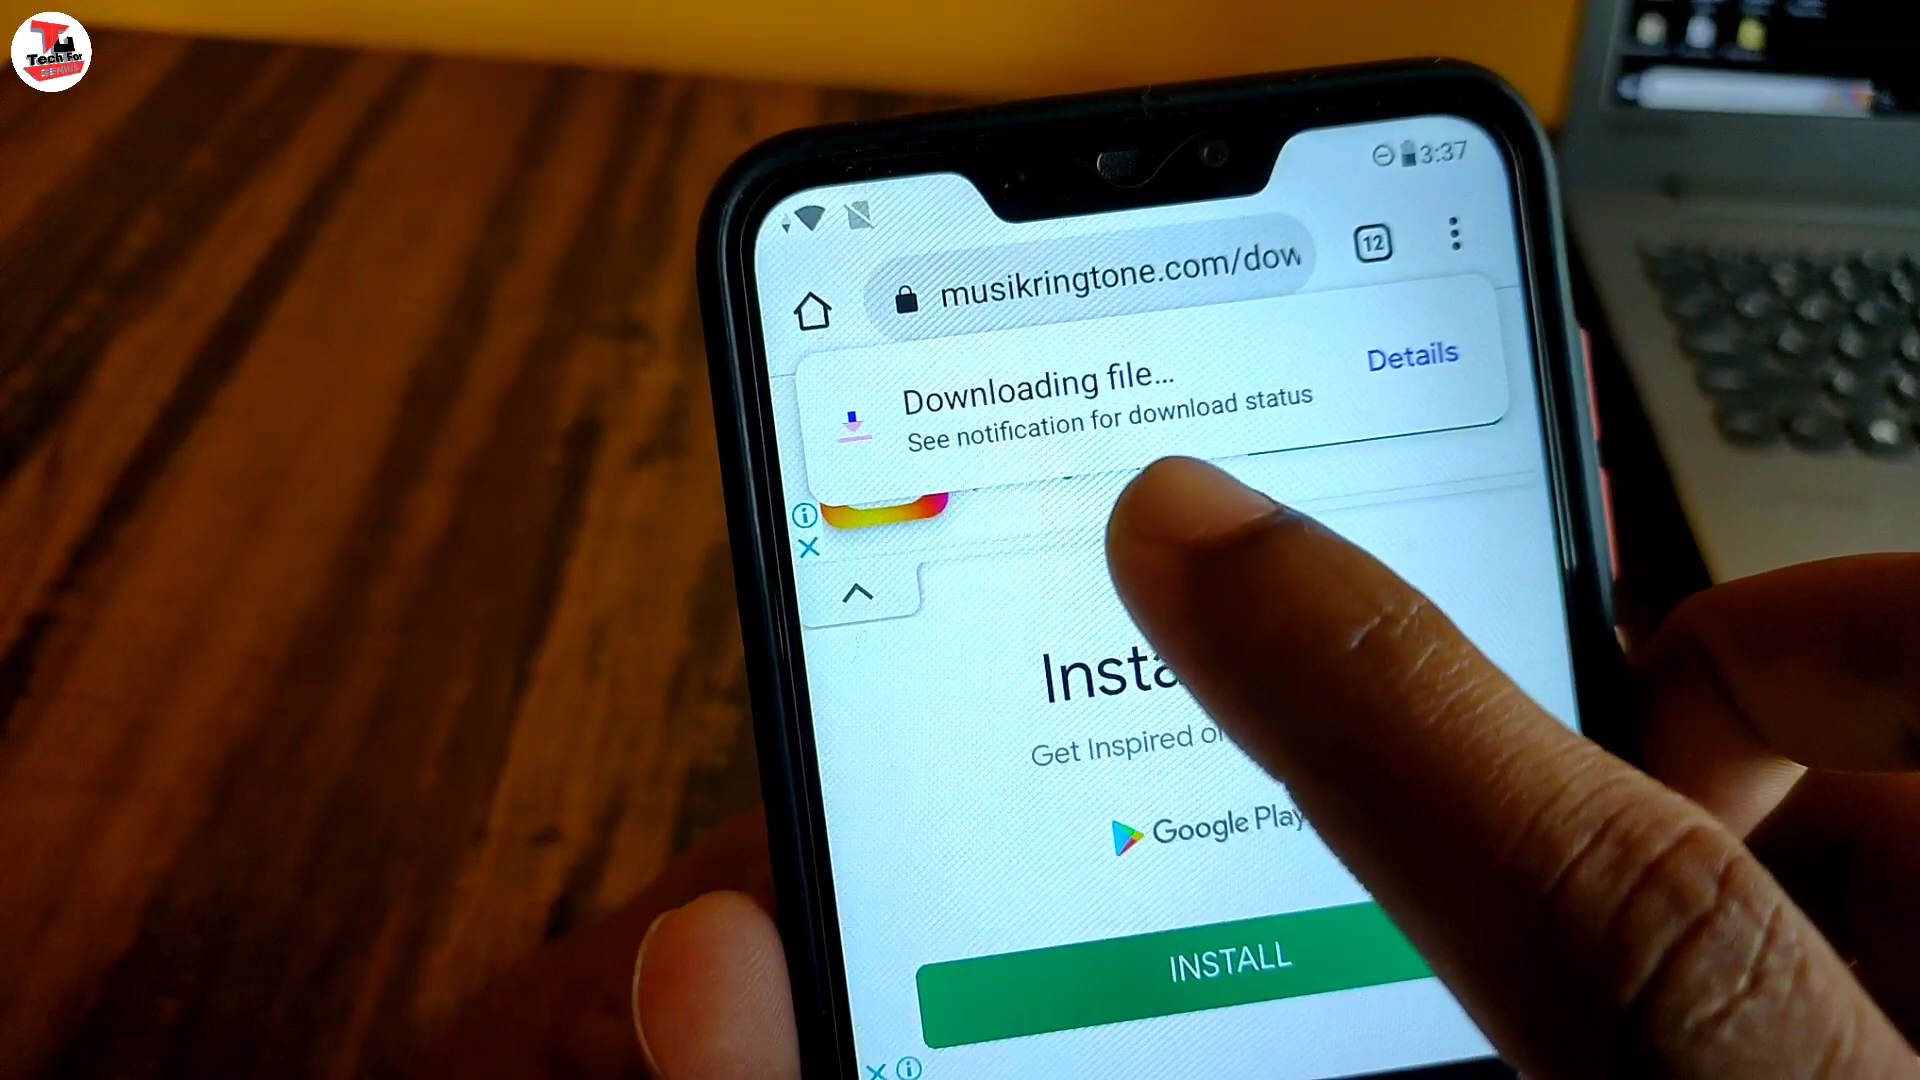 Tech For
GENIUS
3:37
musikringtone.com/dow
12
Downloading file...
Details
See notification for download status
Insta
Get Inspired
Google Play
INSTALL